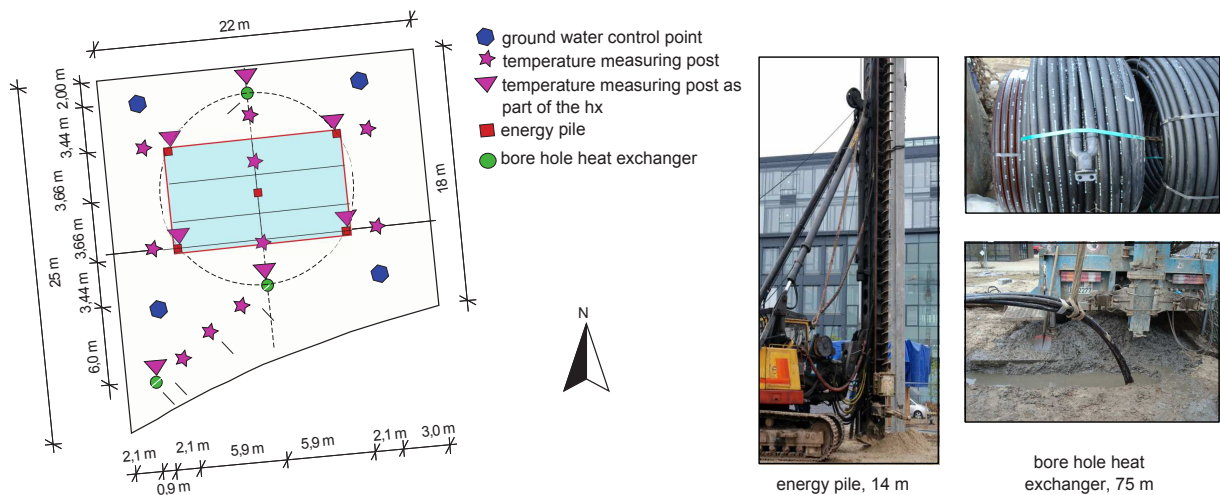 22 m
ground water control point
temperature measuring post
temperature measuring post as
part of the hx
energy pile
bore hole heat exchanger
2,00 m
3,44 m
3,66 m
3,66 m
3,44 m
6,0 m
25 m
18 m
N
2,1 m
0,9 m
2,1 m
5,9 m
5,9 m
2,1 m
3,0 m
energy pile, 14 m
bore hole heat
exchanger, 75 m